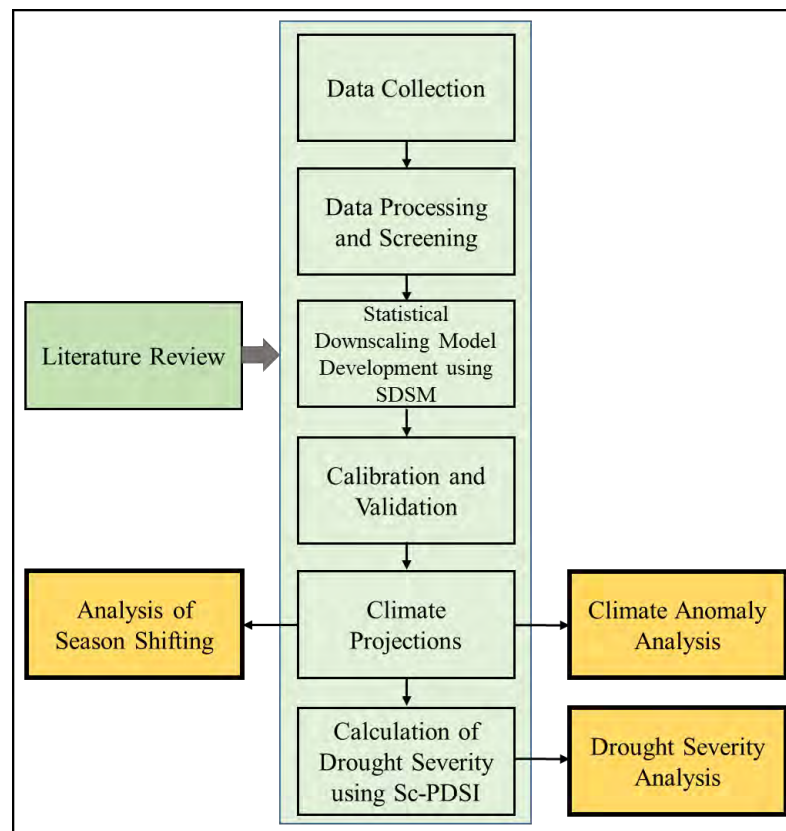 Data Collection
Data Processing
and Screening
Literature Review
Statistical
Downscaling Model
Development using
SDSM
Calibration and
Validation
Analysis of
Season Shifting
Climate
Projections
Climate Anomaly
Analysis
Calculation of
Drought Severity
using Sc-PDSI
Drought Severity
Analysis